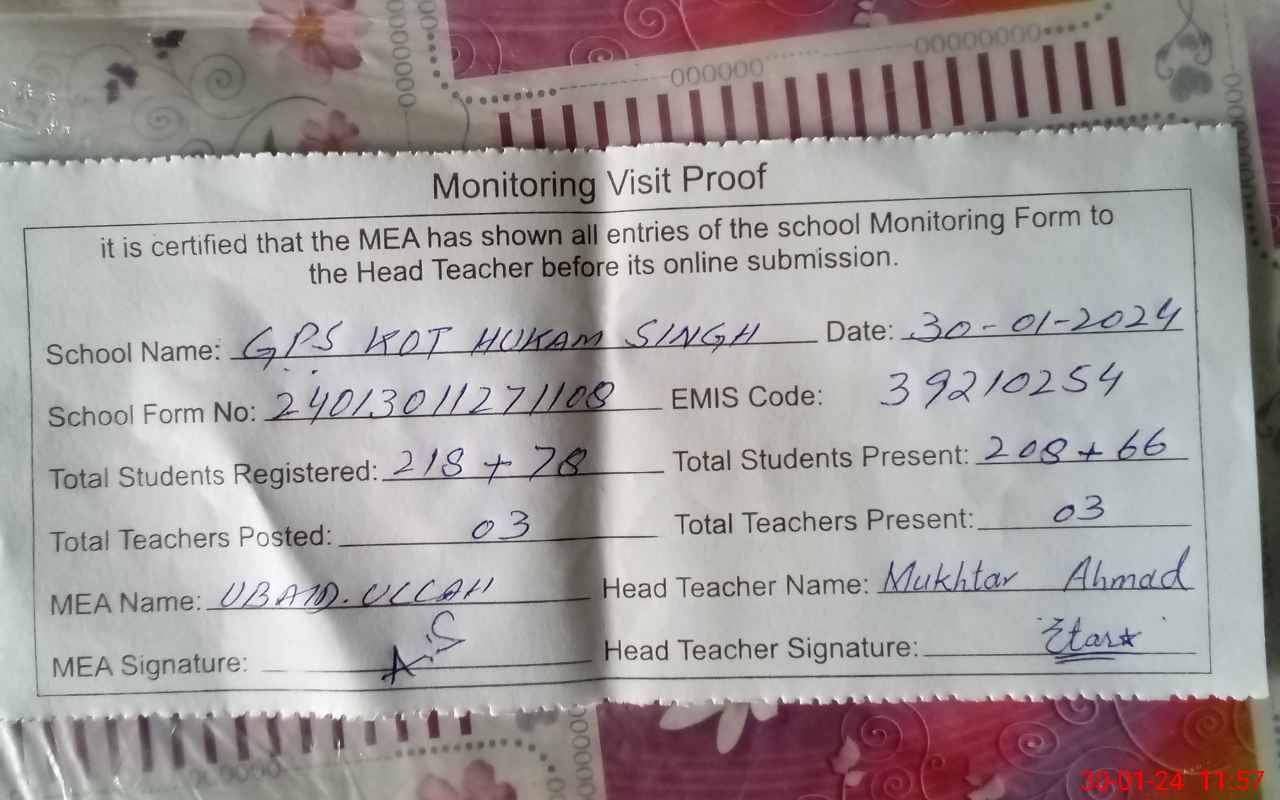 000000 00000000
Monitoring Visit Proof
it is certified that the MEA has shown all entries of the school Monitoring Form to
the Head Teacher before its online submission.
School Name: GPS KOT HUKAM SINGH Date: 30-01-2024
School Form No: 24013011271108 EMIS Code: 39210254
Total Students Registered: 218 + 78 Total Students Present: 208 + 66
Total Teachers Posted: 03 Total Teachers Present: 03
MEA Name: UBAID.ULLAH Head Teacher Name: Mukhtar Ahmad
MEA Signature: A.S Head Teacher Signature:
30-01-24 11:57